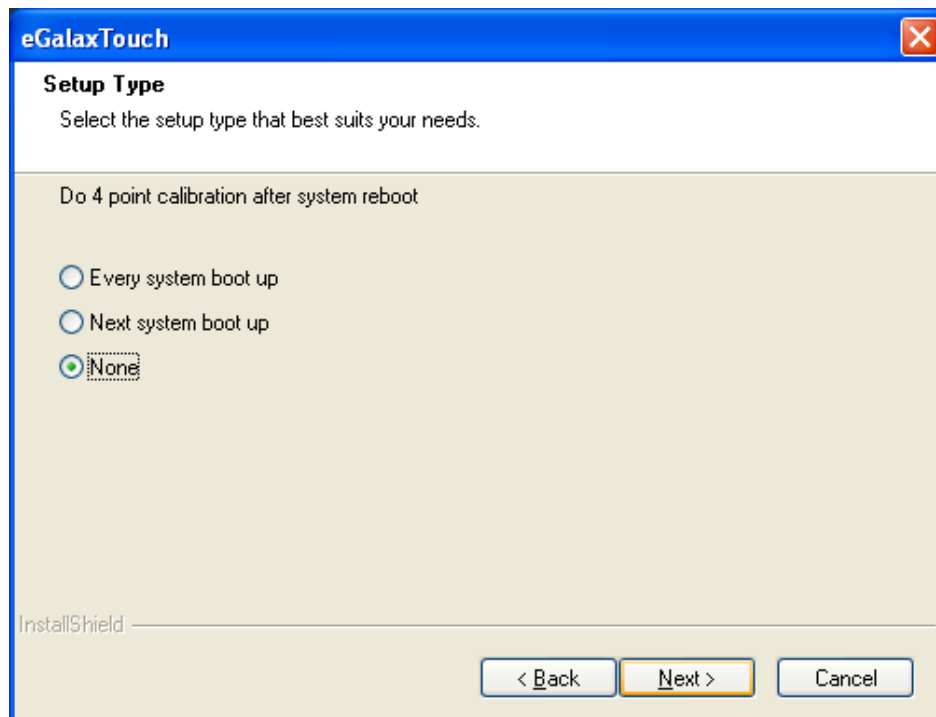 eGalaxTouch
Setup Type
Select the setup type that best suits your needs.
Do 4 point calibration after system reboot
Every system boot up
Next system boot up
None
InstallShield
< Back Next > Cancel